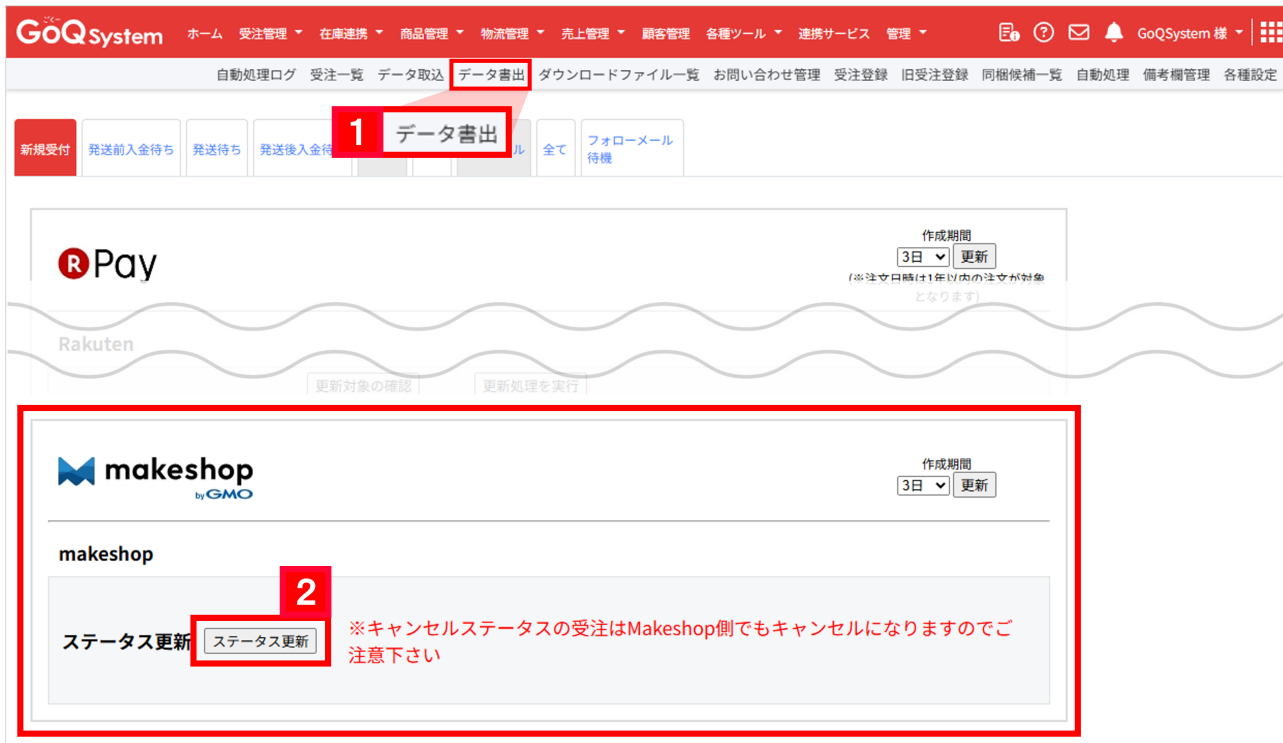 ごくー
GoQSystem
ホーム 受注管理 在庫連携 商品管理 物流管理 売上管理 顧客管理 各種ツール 連携サービス 管理 GoQSystem 様
自動処理ログ 受注一覧 データ取込 データ書出 ダウンロードファイル一覧 お問い合わせ管理 受注登録 旧受注登録 同梱候補一覧 自動処理 備考欄管理 各種設定
1 データ書出
新規受付 発送前入金待ち 発送待ち 発送後入金待 ル 全て フォローメール
待機
作成期間
R Pay 3日 更新
(※注文日時は1年以内の注文が対象
となります)
Rakuten
更新対象の確認 更新処理を実行
makeshop
by GMO
作成期間
3日 更新
makeshop
2
ステータス更新 ステータス更新 ※キャンセルステータスの受注はMakeshop側でもキャンセルになりますのでご
注意下さい